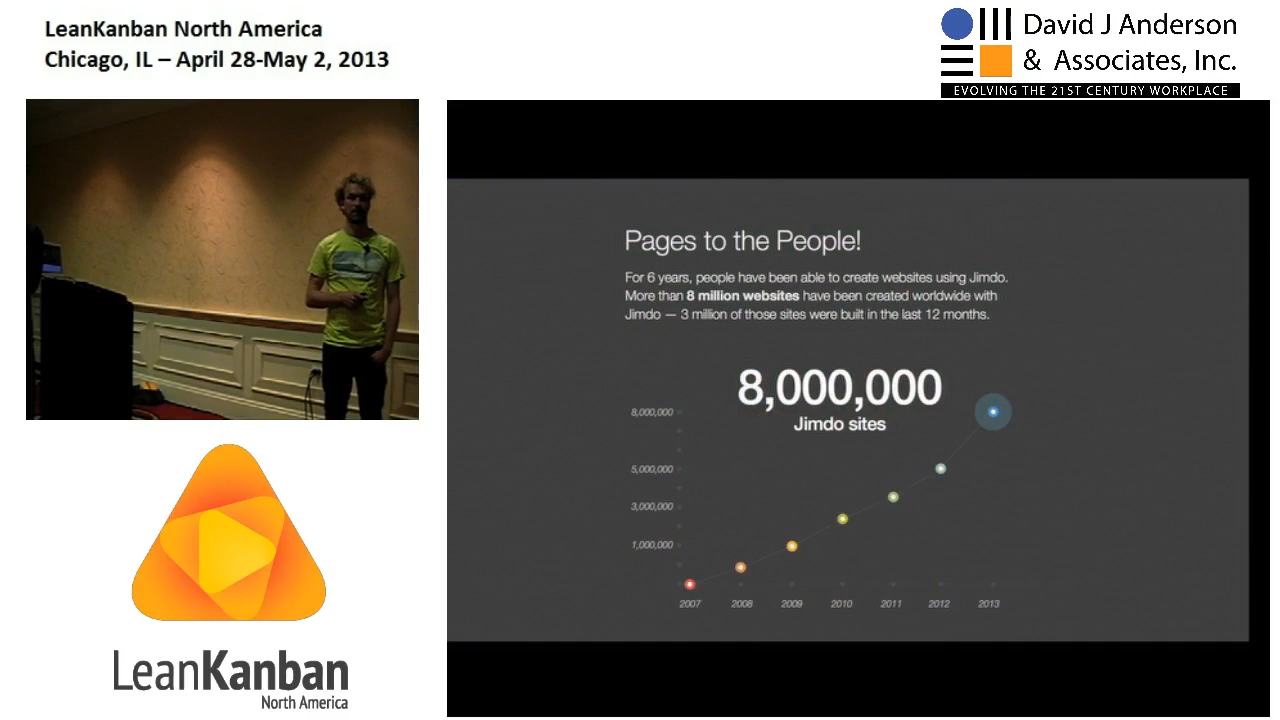 LeanKanban North America
Chicago, IL – April 28-May 2, 2013
David J Anderson
& Associates, Inc.
EVOLVING THE 21ST CENTURY WORKPLACE
Pages to the People!
For 6 years, people have been able to create websites using Jimdo.
More than 8 million websites have been created worldwide with
Jimdo — 3 million of those sites were built in the last 12 months.
8,000,000
Jimdo sites
8,000,000
5,000,000
3,000,000
1,000,000
2007 2008 2009 2010 2011 2012 2013
LeanKanban
North America